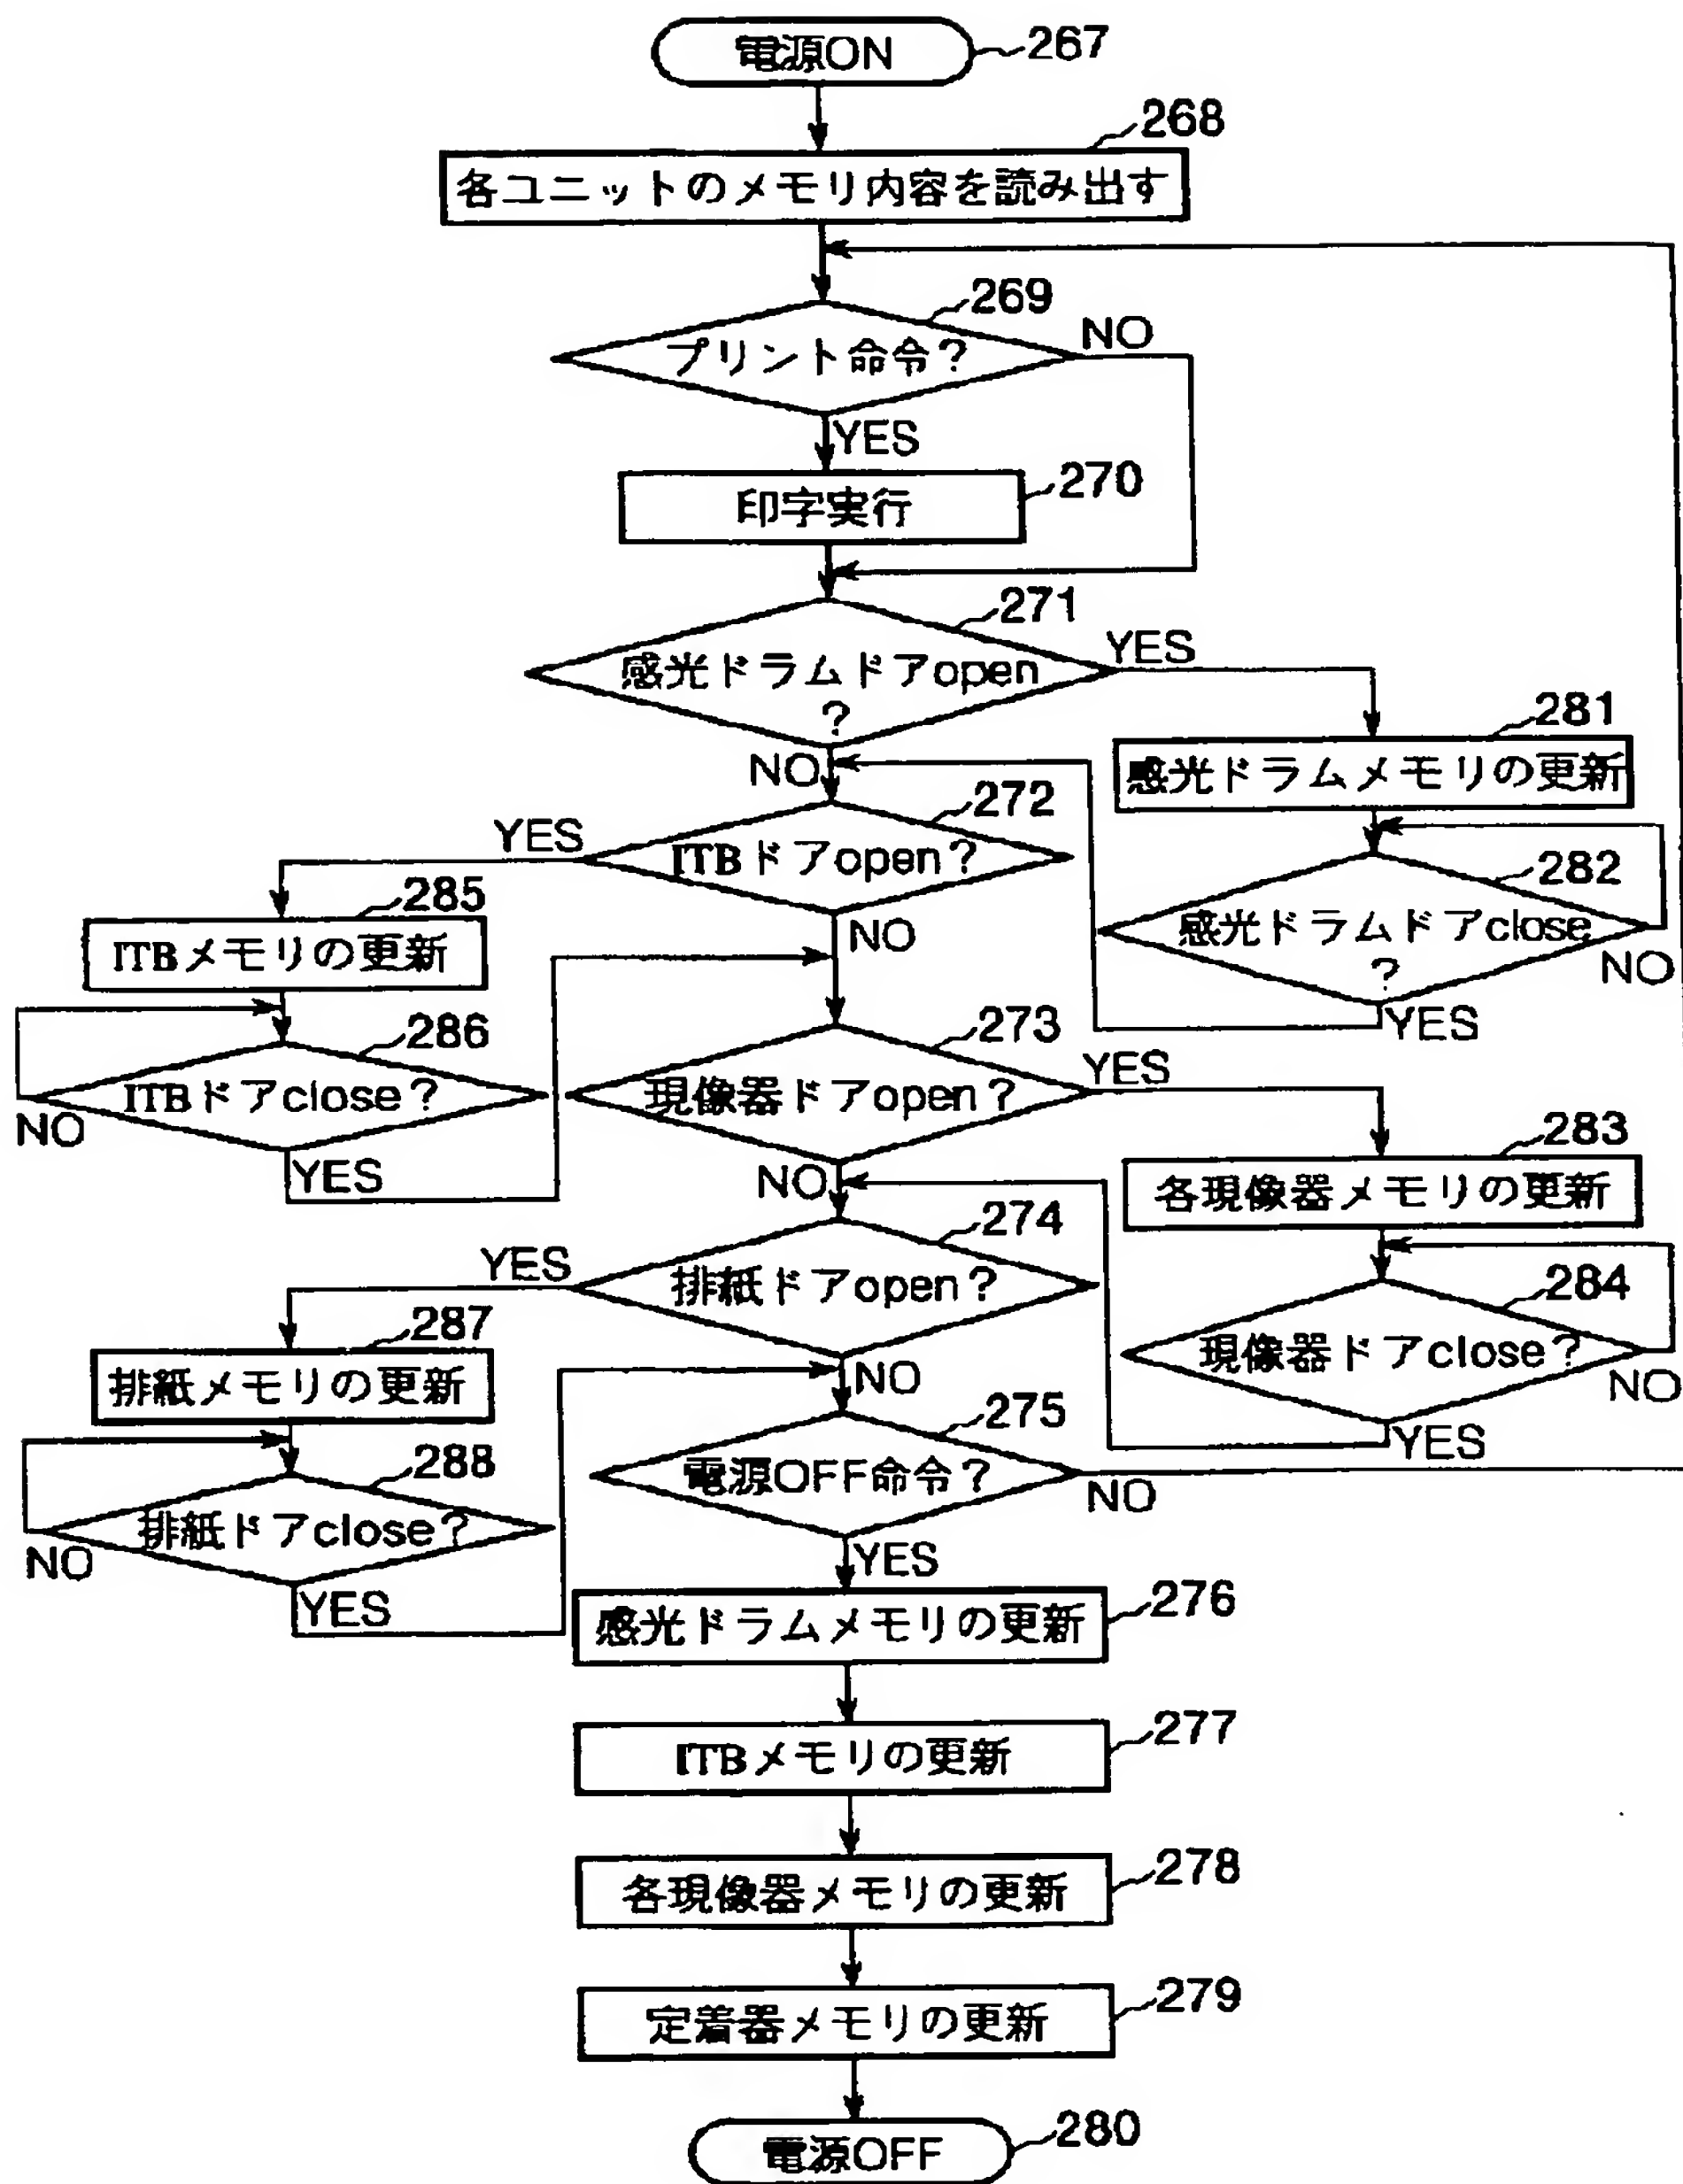 電源ON
267
268
各ユニットのメモリ内容を読み出す
269
プリント命令?
NO
YES
印字実行
270
271
感光ドラムドアopen
?
YES
NO
281
感光ドラムメモリの更新
272
ITBドアopen?
YES
NO
282
感光ドラムドアclose
?
NO
YES
285
ITBメモリの更新
286
ITBドアclose?
NO
YES
273
現像器ドアopen?
YES
NO
283
各現像器メモリの更新
274
排紙ドアopen?
YES
NO
284
現像器ドアclose?
NO
YES
287
排紙メモリの更新
288
排紙ドアclose?
NO
YES
275
電源OFF命令?
NO
YES
感光ドラムメモリの更新
276
ITBメモリの更新
277
各現像器メモリの更新
278
定着器メモリの更新
279
電源OFF
280